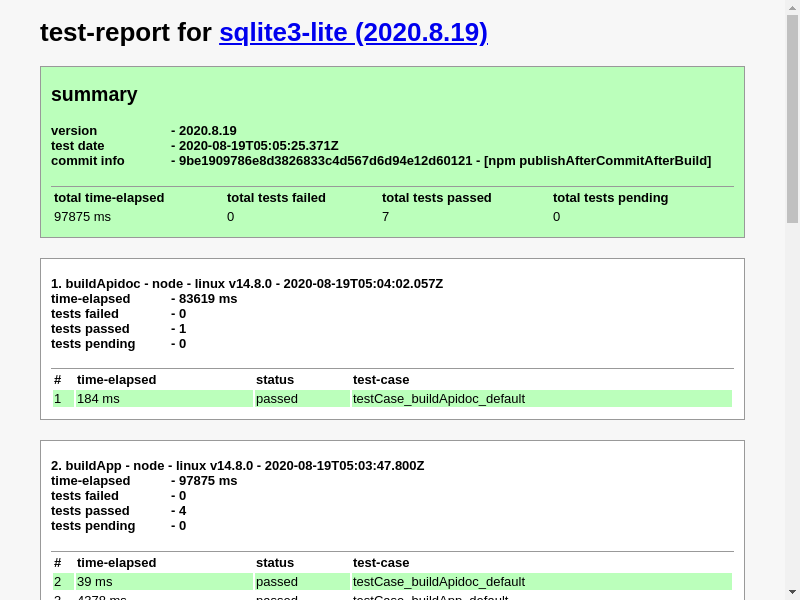 test-report for sqlite3-lite (2020.8.19)
summary
version - 2020.8.19
test date - 2020-08-19T05:05:25.371Z
commit info - 9be1909786e8d3826833c4d567d6d94e12d60121 - [npm publishAfterCommitAfterBuild]
total time-elapsed total tests failed total tests passed total tests pending
97875 ms 0 7 0
1. buildApidoc - node - linux v14.8.0 - 2020-08-19T05:04:02.057Z
time-elapsed - 83619 ms
tests failed - 0
tests passed - 1
tests pending - 0
# time-elapsed status test-case
1 184 ms passed testCase_buildApidoc_default
2. buildApp - node - linux v14.8.0 - 2020-08-19T05:03:47.800Z
time-elapsed - 97875 ms
tests failed - 0
tests passed - 4
tests pending - 0
# time-elapsed status test-case
2 39 ms passed testCase_buildApidoc_default
3 4378 ms passed testCase_buildApp_default